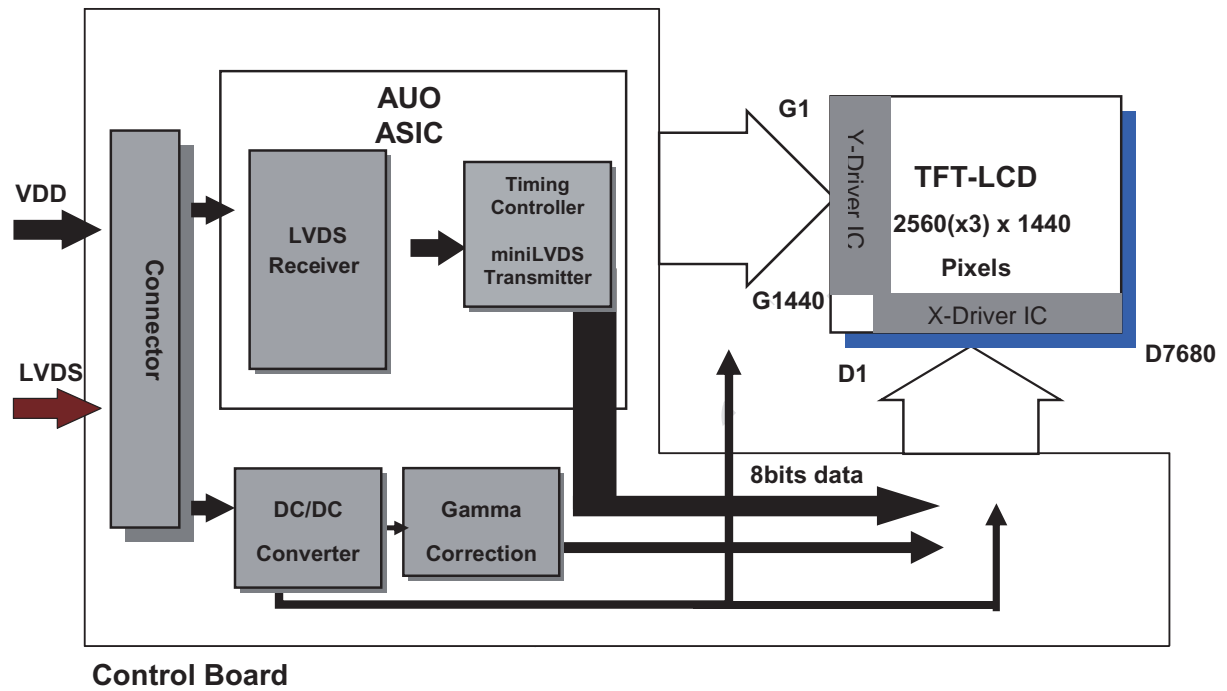 AUO
ASIC
G1
Y-Driver IC
TFT-LCD
2560(x3) x 1440
Pixels
G1440
X-Driver IC
D1
D7680
VDD
LVDS
Connector
LVDS
Receiver
Timing
Controller
miniLVDS
Transmitter
8bits data
DC/DC
Converter
Gamma
Correction
Control Board